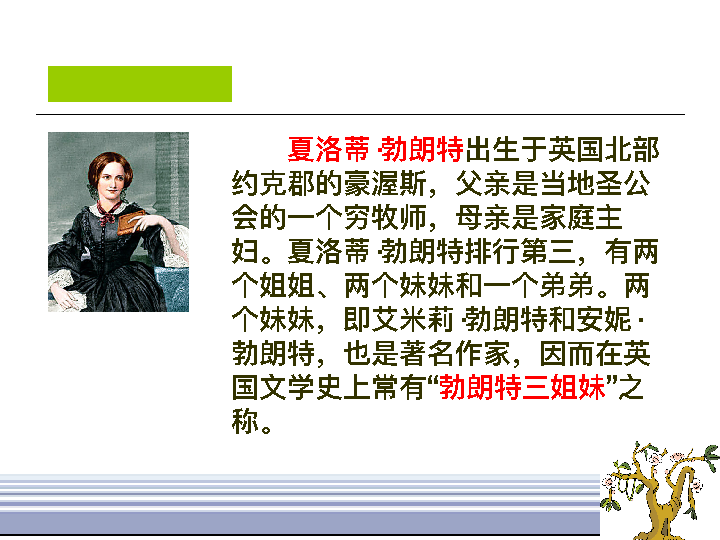 夏洛蒂·勃朗特出生于英国北部
约克郡的豪渥斯，父亲是当地圣公
会的一个穷牧师，母亲是家庭主
妇。夏洛蒂·勃朗特排行第三，有两
个姐姐、两个妹妹和一个弟弟。两
个妹妹，即艾米莉·勃朗特和安妮·
勃朗特，也是著名作家，因而在英
国文学史上常有“勃朗特三姐妹”之
称。